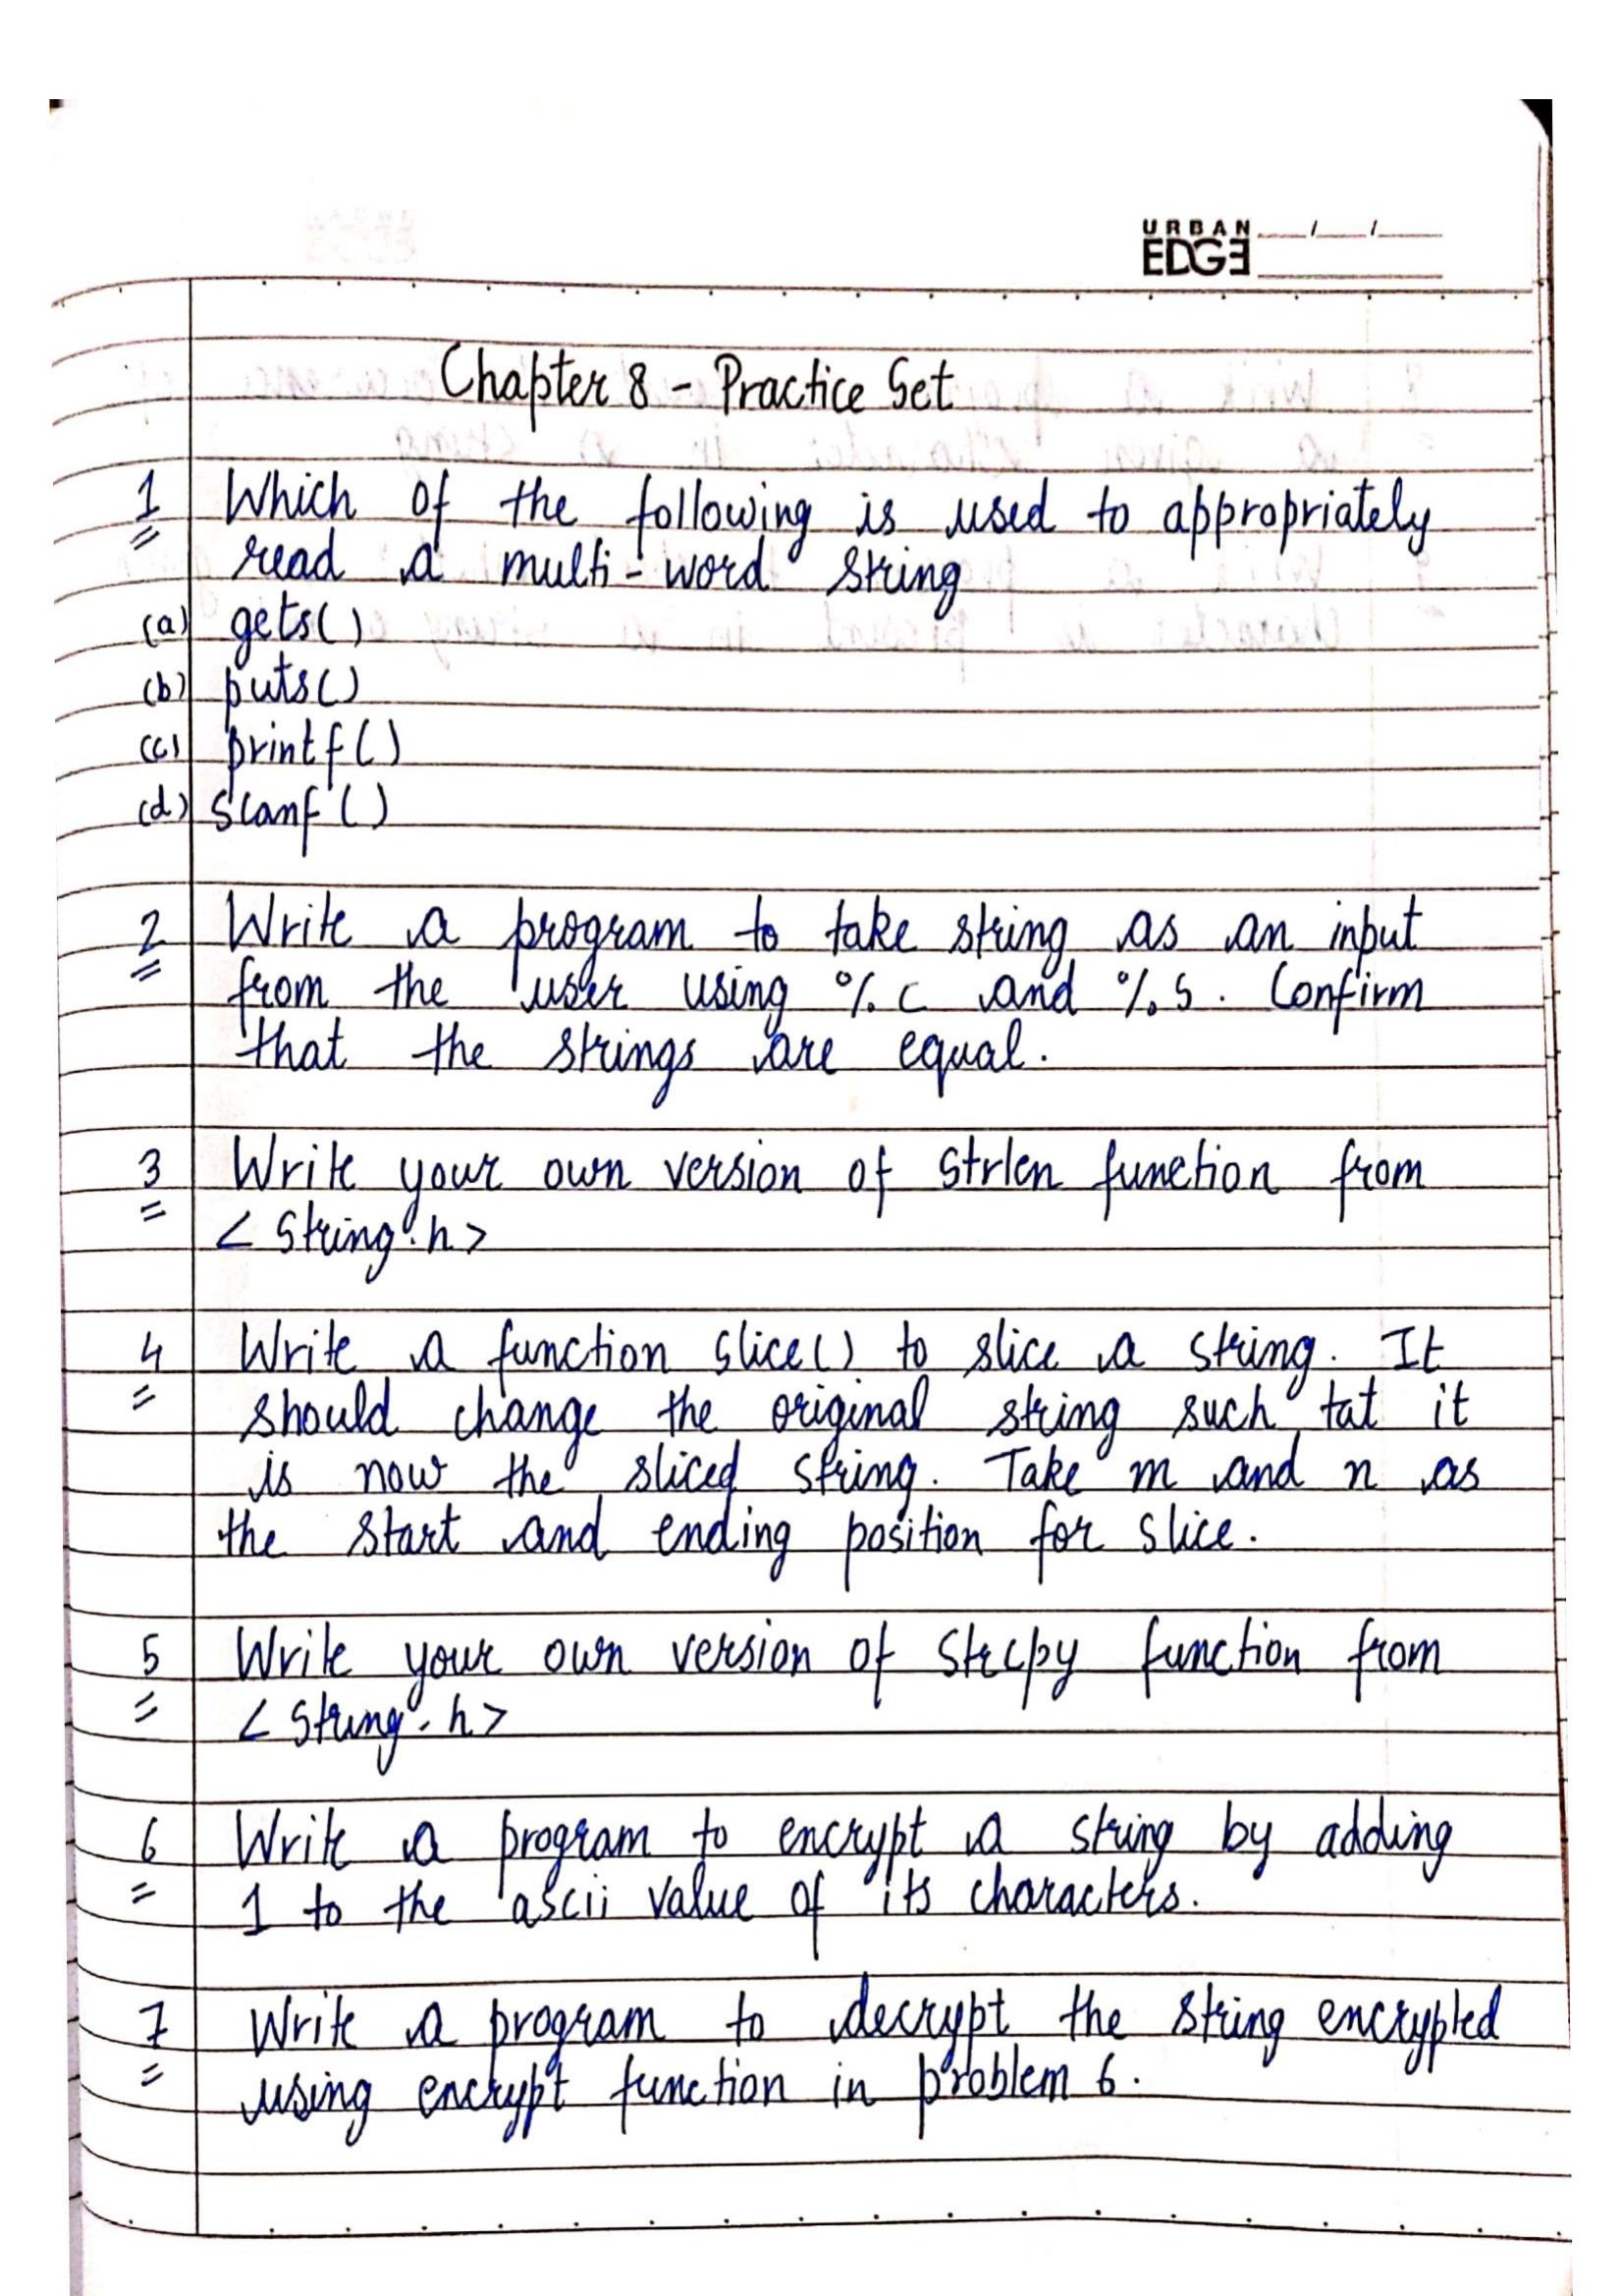 URBAN
EDGE
Chapter 8 - Practice Set
1 Which of the following is used to appropriately
read a multi-word string
(a) gets()
(b) puts()
(c) printf()
(d) scanf()
2 Write a program to take string as an input
from the user using %c and %s. Confirm
that the strings are equal.
3 Write your own version of strlen function from
<string.h>
4 Write a function slice() to slice a string. It
should change the original string such tat it
is now the sliced string. Take m and n as
the start and ending position for slice.
5 Write your own version of strcpy function from
<string.h>
6 Write a program to encrypt a string by adding
1 to the ascii value of its characters.
7 Write a program to decrypt the string encrypted
using encrypt function in problem 6.